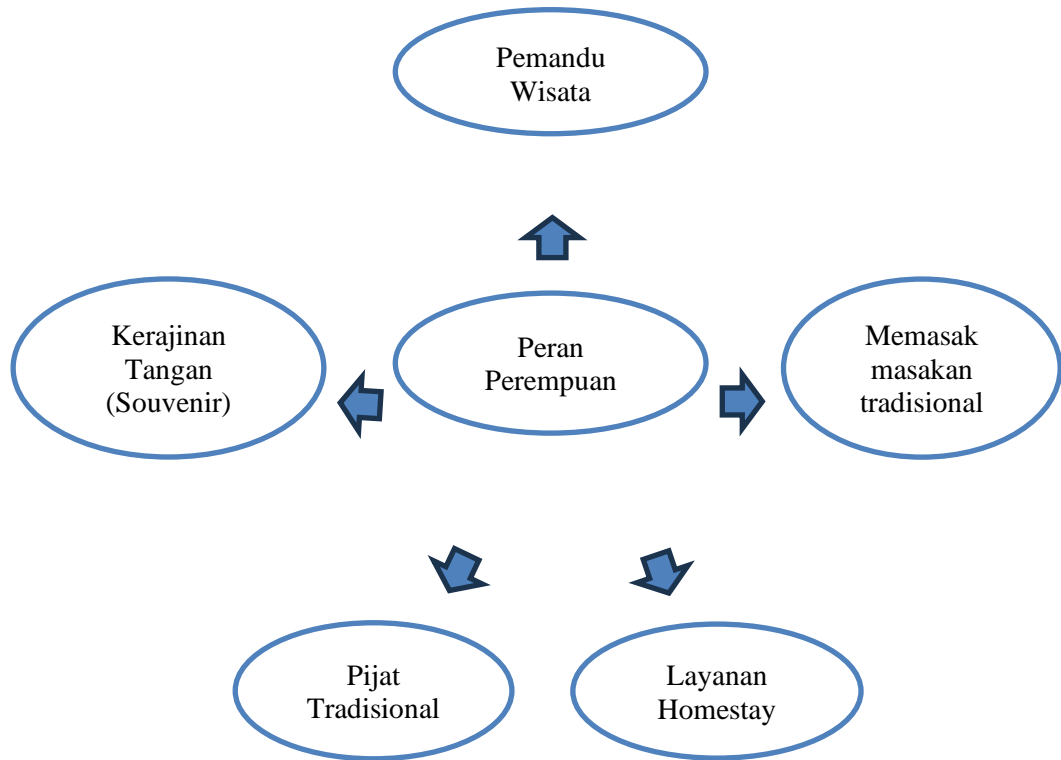 Pemandu
Wisata
Kerajinan
Tangan
(Souvenir)
Peran
Perempuan
Memasak
masakan
tradisional
Pijat
Tradisional
Layanan
Homestay